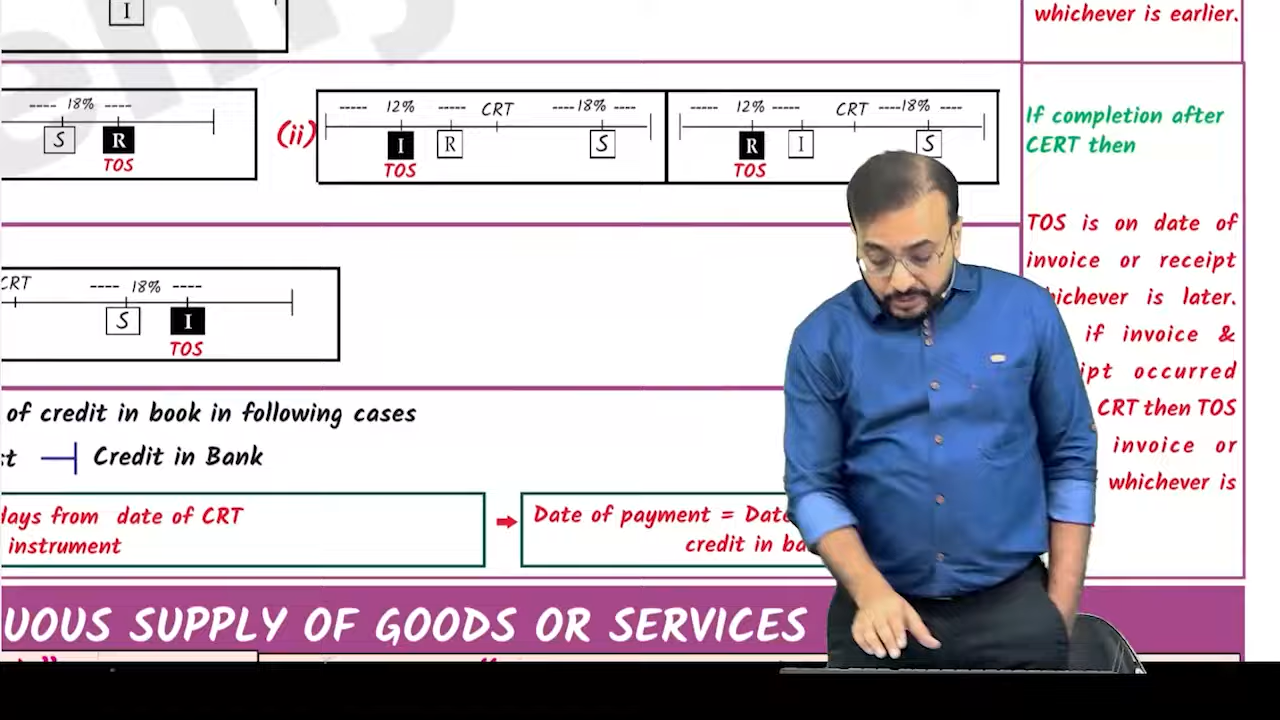 I
whichever is earlier.
---- 18% ----
S
R
TOS
(ii)
----- 12% ----- CRT ---- 18% ----
I
R
S
TOS
----- 12% ----- CRT ---- 18% ----
R
I
S
TOS
If completion after
CERT then
TOS is on date of
invoice or receipt
whichever is later.
if invoice &
ipt occurred
CRT then TOS
invoice or
whichever is
CRT ---- 18% ----
S
I
TOS
of credit in book in following cases
Credit in Bank
days from date of CRT
instrument
Date of payment = Date
credit in ba
UOUS SUPPLY OF GOODS OR SERVICES